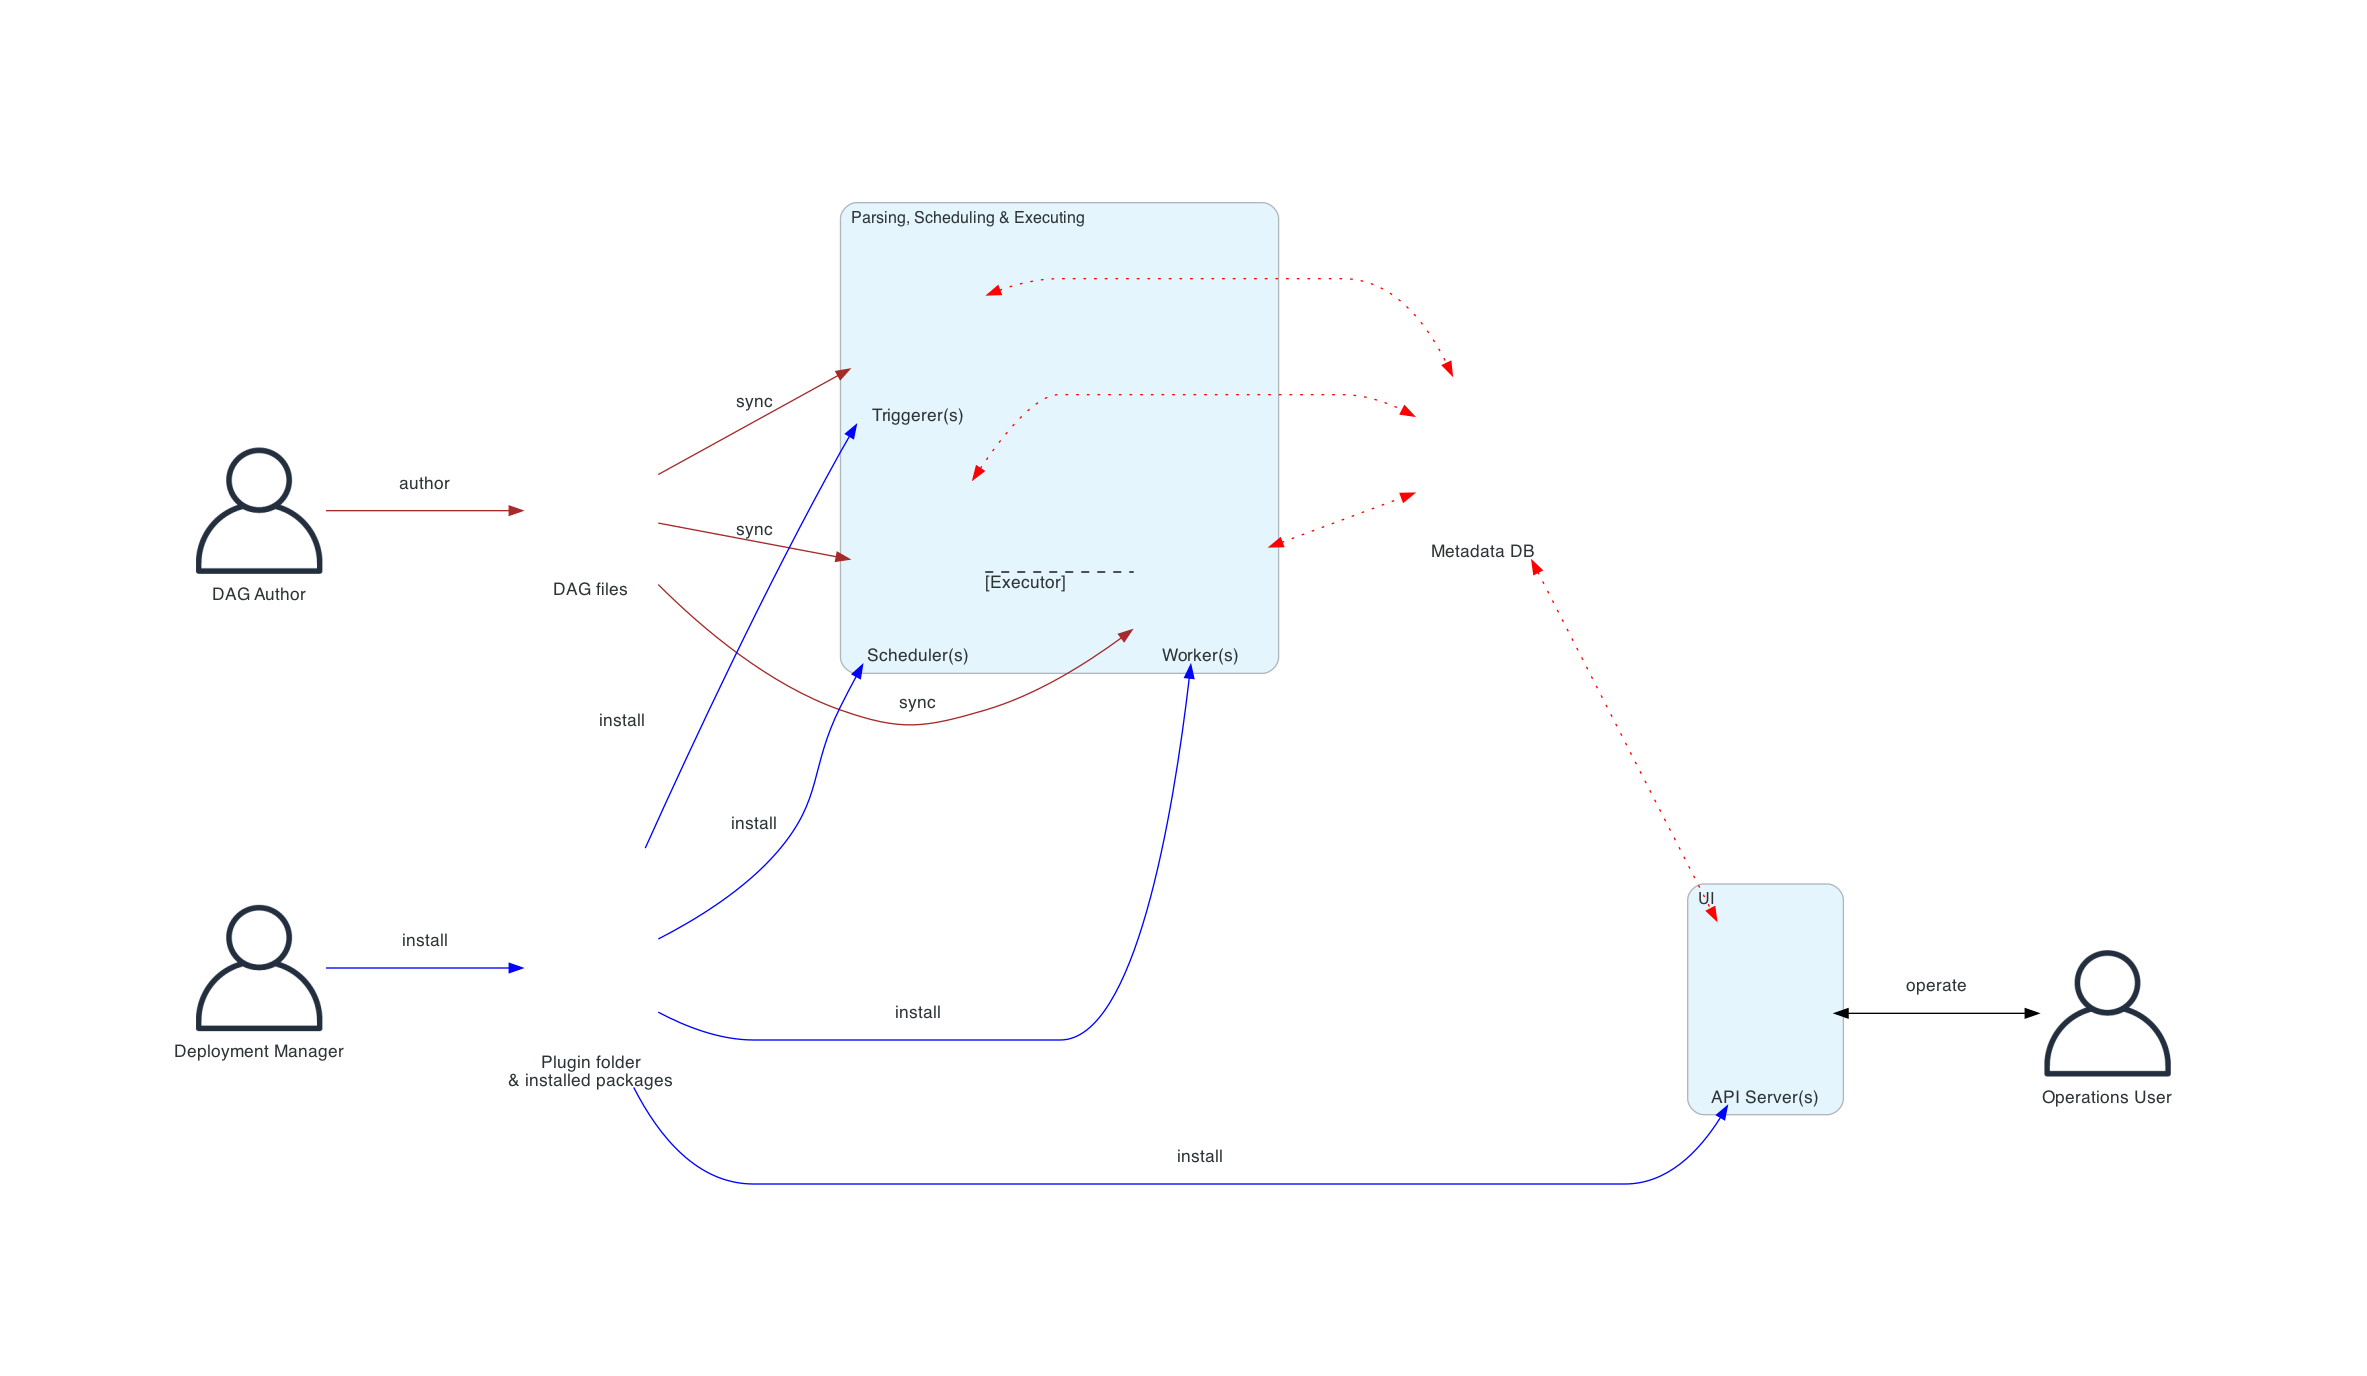 Parsing, Scheduling & Executing
sync
Triggerer(s)
author
sync
DAG Author
DAG files
[Executor]
Metadata DB
Scheduler(s)
Worker(s)
sync
install
install
UI
install
install
operate
Deployment Manager
Plugin folder
& installed packages
API Server(s)
Operations User
install